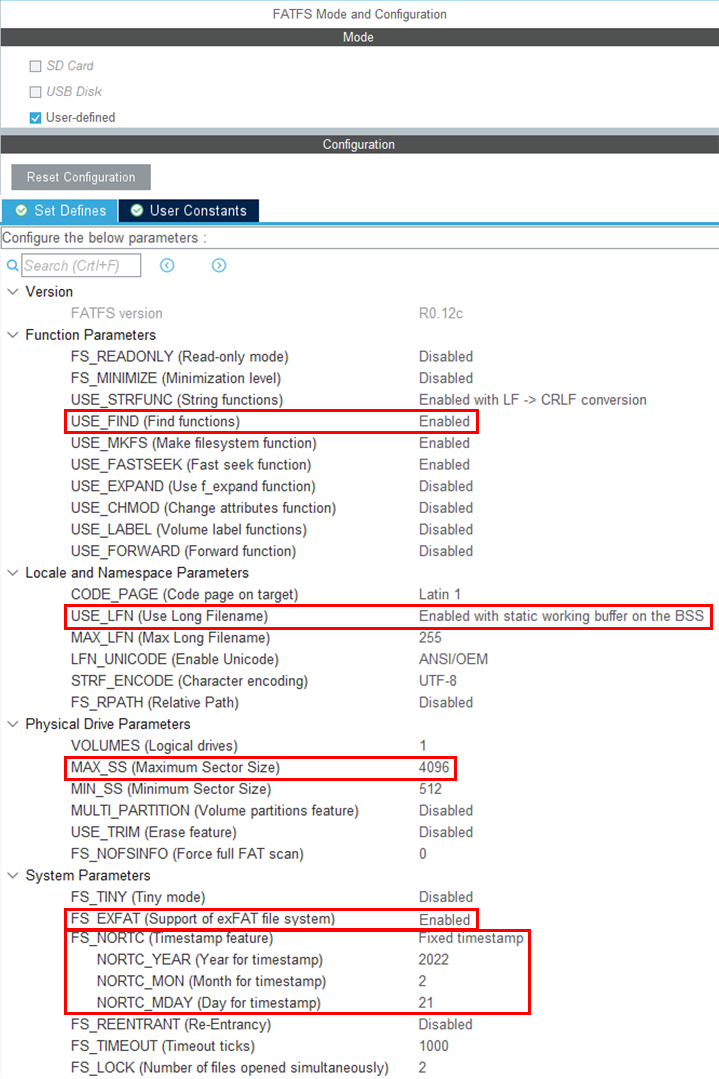 FATFS Mode and Configuration
Mode
SD Card
USB Disk
User-defined
Configuration
Reset Configuration
Set Defines User Constants
Configure the below parameters :
Search (Crtl+F)
Version
FATFS version R0.12c
Function Parameters
FS_READONLY (Read-only mode) Disabled
FS_MINIMIZE (Minimization level) Disabled
USE_STRFUNC (String functions) Enabled with LF -> CRLF conversion
USE_FIND (Find functions) Enabled
USE_MKFS (Make filesystem function) Enabled
USE_FASTSEEK (Fast seek function) Enabled
USE_EXPAND (Use f_expand function) Disabled
USE_CHMOD (Change attributes function) Disabled
USE_LABEL (Volume label functions) Disabled
USE_FORWARD (Forward function) Disabled
Locale and Namespace Parameters
CODE_PAGE (Code page on target) Latin 1
USE_LFN (Use Long Filename) Enabled with static working buffer on the BSS
MAX_LFN (Max Long Filename) 255
LFN_UNICODE (Enable Unicode) ANSI/OEM
STRF_ENCODE (Character encoding) UTF-8
FS_RPATH (Relative Path) Disabled
Physical Drive Parameters
VOLUMES (Logical drives) 1
MAX_SS (Maximum Sector Size) 4096
MIN_SS (Minimum Sector Size) 512
MULTI_PARTITION (Volume partitions feature) Disabled
USE_TRIM (Erase feature) Disabled
FS_NOFSINFO (Force full FAT scan) 0
System Parameters
FS_TINY (Tiny mode) Disabled
FS_EXFAT (Support of exFAT file system) Enabled
FS_NORTC (Timestamp feature) Fixed timestamp
NORTC_YEAR (Year for timestamp) 2022
NORTC_MON (Month for timestamp) 2
NORTC_MDAY (Day for timestamp) 21
FS_REENTRANT (Re-Entrancy) Disabled
FS_TIMEOUT (Timeout ticks) 1000
FS_LOCK (Number of files opened simultaneously) 2